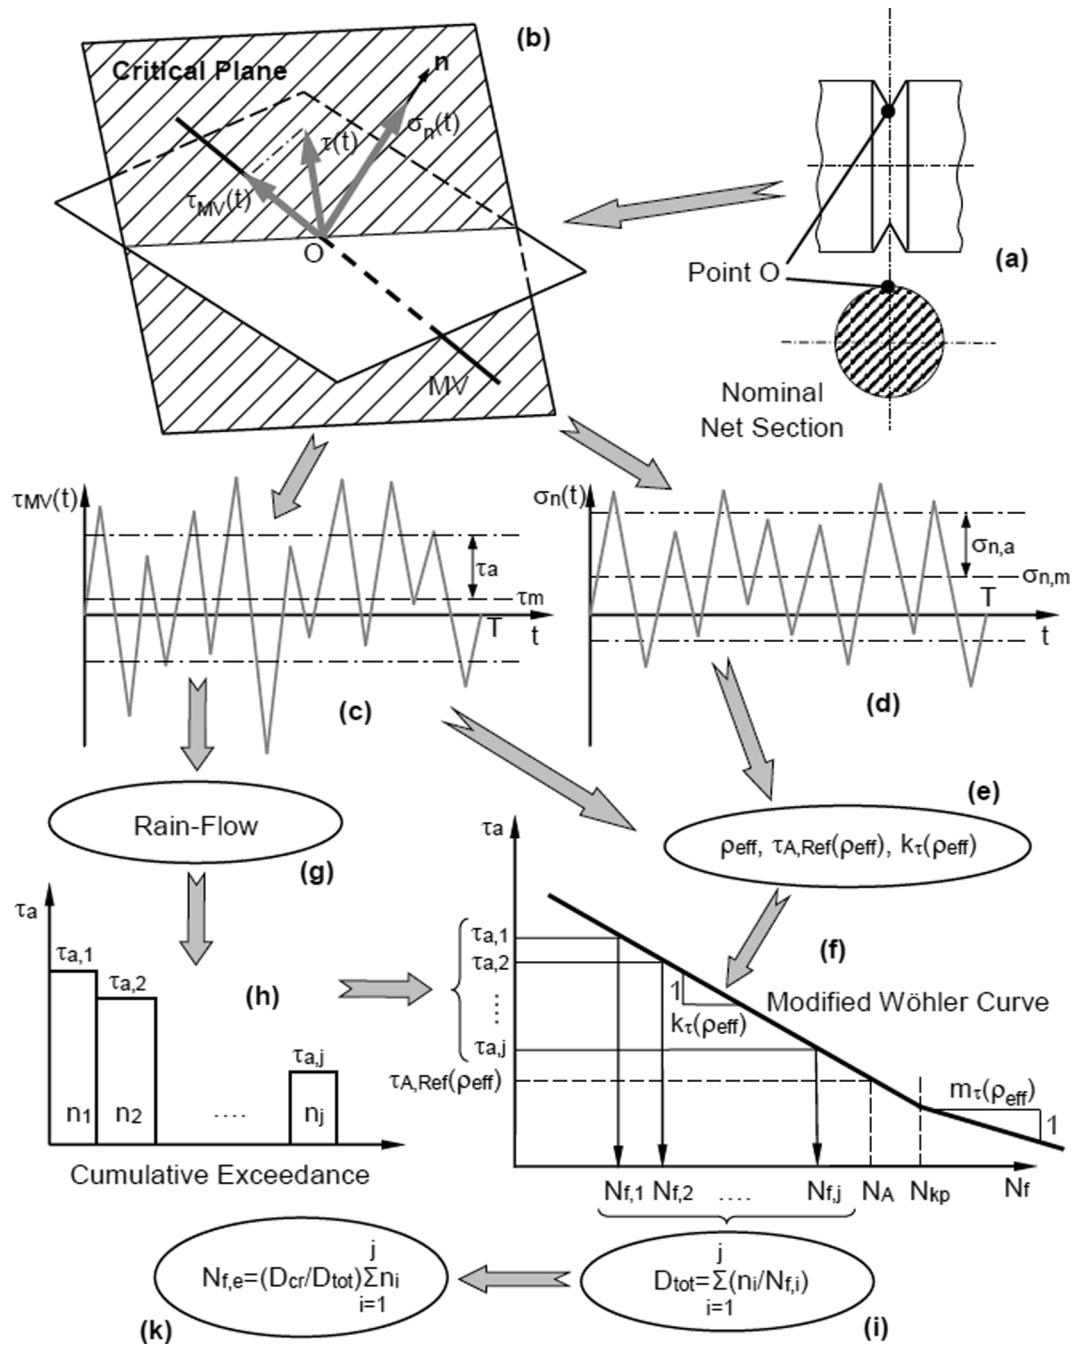 (b)
Critical Plane
n
σn(t)
τ(t)
τMV(t)
O
MV
(a)
Point O
Nominal
Net Section
τMV(t)
τa
τm
T
t
(c)
σn(t)
σn,a
σn,m
T
t
(d)
Rain-Flow
(g)
(e)
ρeff, τA,Ref(ρeff), kτ(ρeff)
τa
τa,1
τa,2
n1
n2
....
τa,j
nj
(h)
Cumulative Exceedance
τa
τa,1
τa,2
....
τa,j
τA,Ref(ρeff)
(f)
1
kτ(ρeff)
Modified Wöhler Curve
mτ(ρeff)
1
Nf,1 Nf,2 .... Nf,j NA Nkp Nf
j
Dtot=Σ(ni/Nf,i)
i=1
(i)
j
Nf,e=(Dcr/Dtot)Σni
i=1
(k)